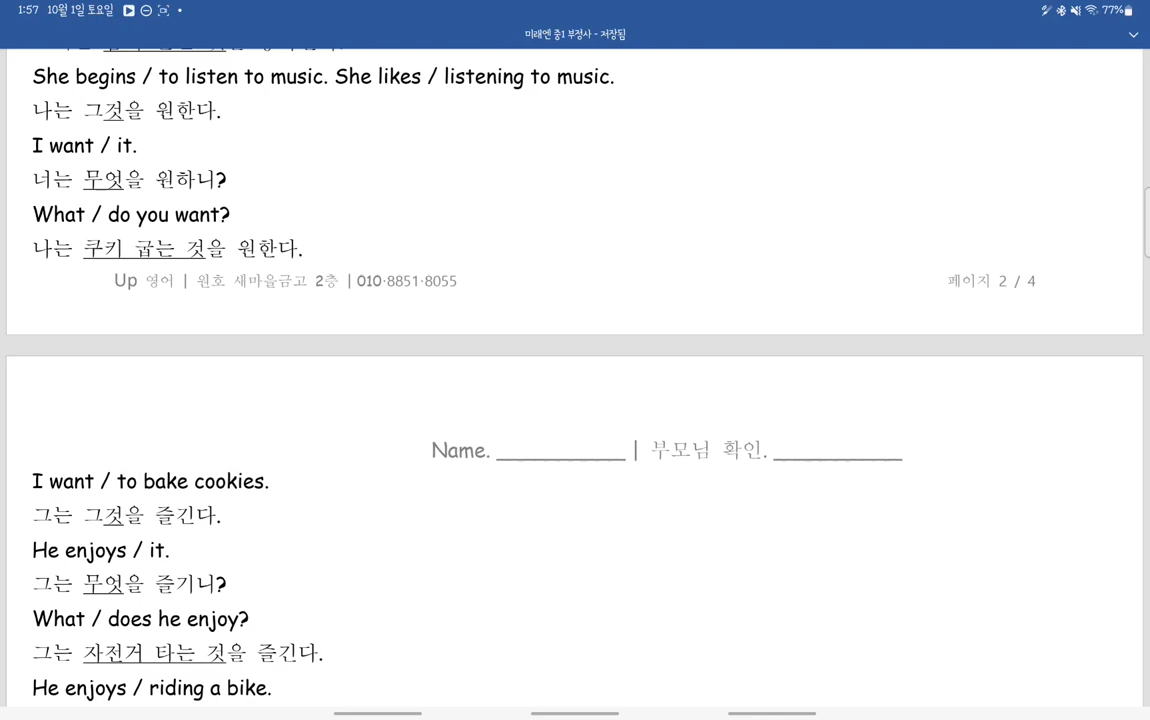 1:57 10월 1일 토요일
77%
미래엔 중1 부정사 - 저장됨
She begins / to listen to music. She likes / listening to music.
나는 그것을 원한다.
I want / it.
너는 무엇을 원하니?
What / do you want?
나는 쿠키 굽는 것을 원한다.
Up 영어 | 원호 새마을금고 2층 | 010·8851·8055
페이지 2 / 4
Name. ____________ | 부모님 확인. ____________
I want / to bake cookies.
그는 그것을 즐긴다.
He enjoys / it.
그는 무엇을 즐기니?
What / does he enjoy?
그는 자전거 타는 것을 즐긴다.
He enjoys / riding a bike.